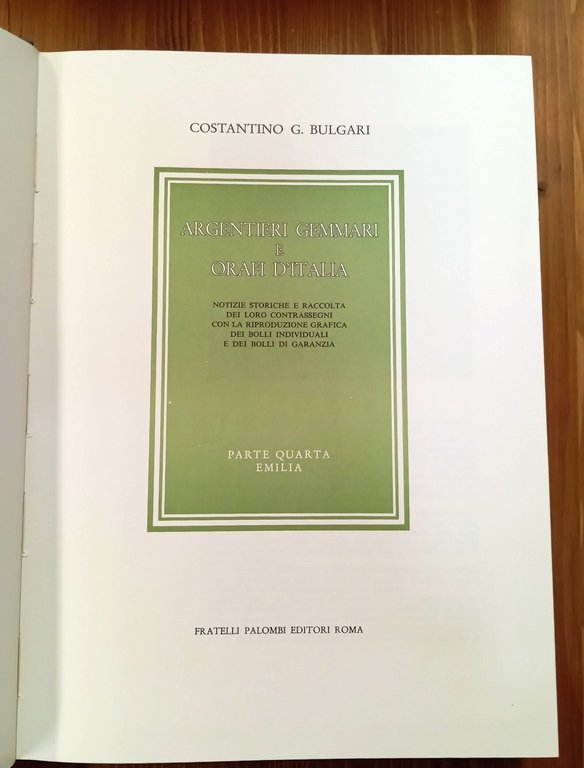 COSTANTINO G. BULGARI
ARGENTIERI GEMMARI
E
ORAFI D'ITALIA
NOTIZIE STORICHE E RACCOLTA
DEI LORO CONTRASSEGNI
CON LA RIPRODUZIONE GRAFICA
DEI BOLLI INDIVIDUALI
E DEI BOLLI DI GARANZIA
PARTE QUARTA
EMILIA
FRATELLI PALOMBI EDITORI ROMA